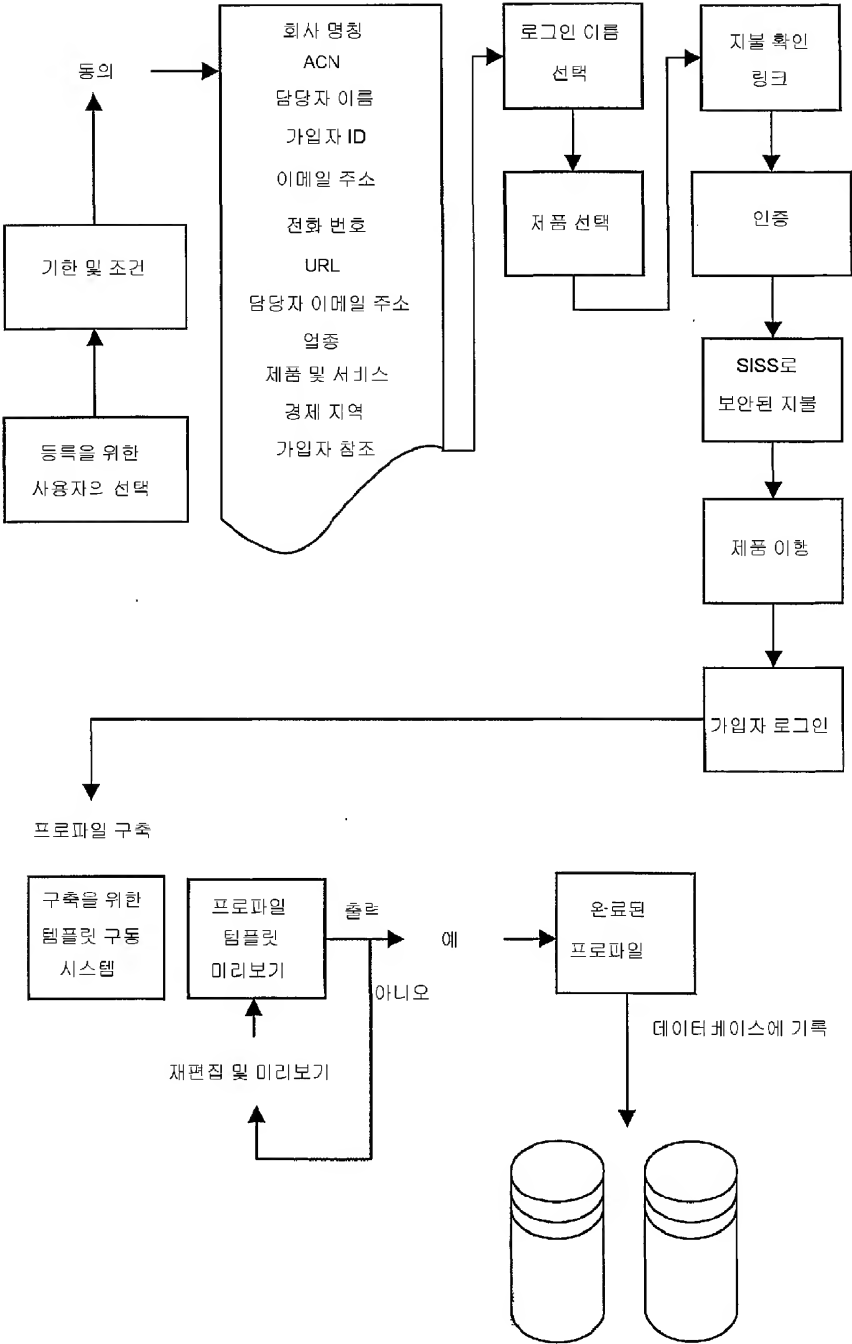 등록을 위한
사용자의 선택
기한 및 조건
동의
회사 명칭
ACN
담당자 이름
가입자 ID
이메일 주소
전화 번호
URL
담당자 이메일 주소
업종
제품 및 서비스
경제 지역
가입자 참조
로그인 이름
선택
제품 선택
지불 확인
링크
인증
SISS로
보안된 지불
제품 이행
가입자 로그인
프로파일 구축
구축을 위한
템플릿 구동
시스템
프로파일
템플릿
미리보기
출력
예
아니오
재편집 및 미리보기
완료된
프로파일
데이터베이스에 기록